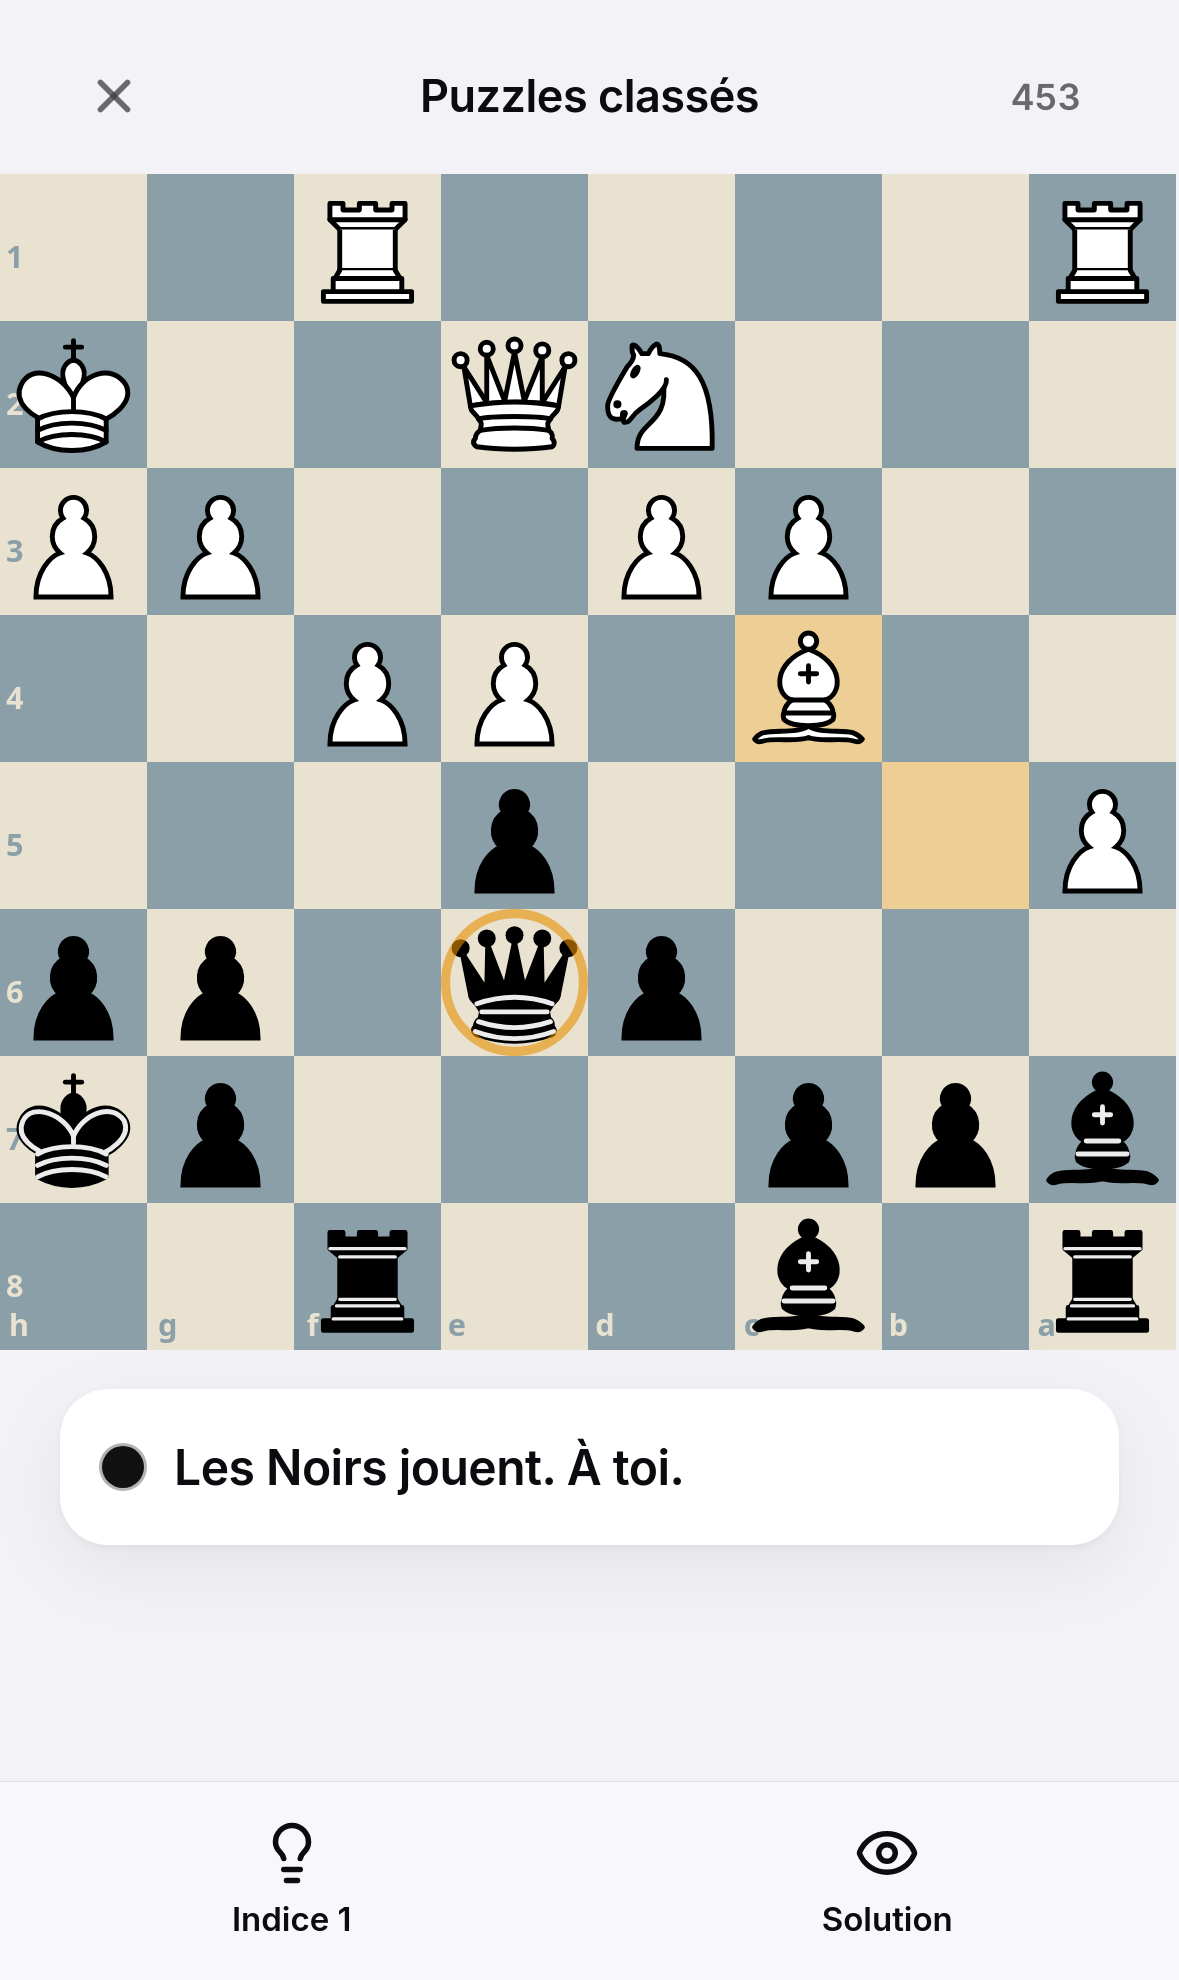 Puzzles classés
453
1
2
3
4
5
6
7
8
h g f e d c b a
Les Noirs jouent. À toi.
Indice 1
Solution